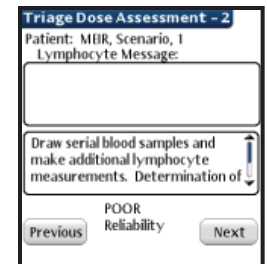 Triage Dose Assessment - 2
Patient: MEIR, Scenario, 1
Lymphocyte Message:
Draw serial blood samples and
make additional lymphocyte
measurements. Determination of
POOR
Reliability
Previous
Next